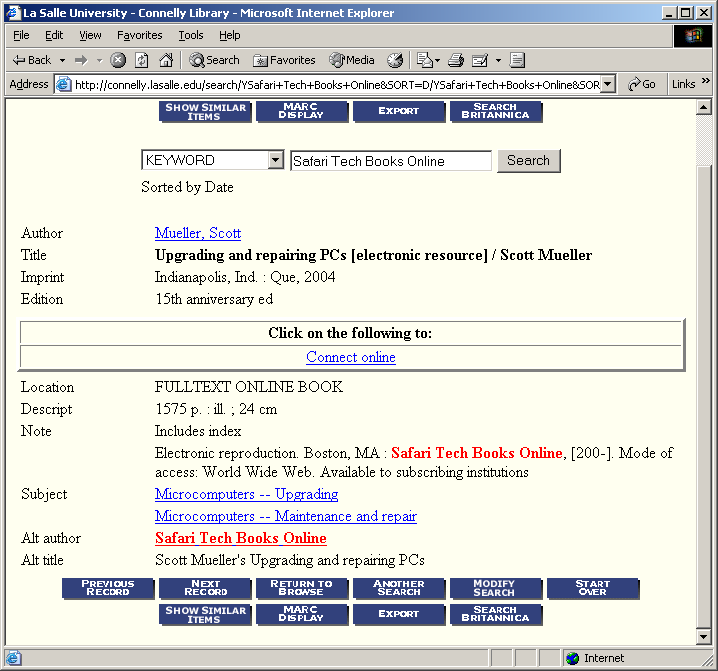 La Salle University - Connelly Library - Microsoft Internet Explorer
File Edit View Favorites Tools Help
Back Search Favorites Media
Address http://connelly.lasalle.edu/search/YSafari+Tech+Books+Online&SORT=D/YSafari+Tech+Books+Online&SOR Go Links »
SHOW SIMILAR ITEMS MARC DISPLAY EXPORT SEARCH BRITANNICA
KEYWORD Safari Tech Books Online Search
Sorted by Date
Author Mueller, Scott
Title Upgrading and repairing PCs [electronic resource] / Scott Mueller
Imprint Indianapolis, Ind. : Que, 2004
Edition 15th anniversary ed
Click on the following to:
Connect online
Location FULLTEXT ONLINE BOOK
Descript 1575 p. : ill. ; 24 cm
Note Includes index
Electronic reproduction. Boston, MA : Safari Tech Books Online, [200-]. Mode of
access: World Wide Web. Available to subscribing institutions
Subject Microcomputers -- Upgrading
Microcomputers -- Maintenance and repair
Alt author Safari Tech Books Online
Alt title Scott Mueller's Upgrading and repairing PCs
PREVIOUS RECORD NEXT RECORD RETURN TO BROWSE ANOTHER SEARCH MODIFY SEARCH START OVER
SHOW SIMILAR ITEMS MARC DISPLAY EXPORT SEARCH BRITANNICA
Internet